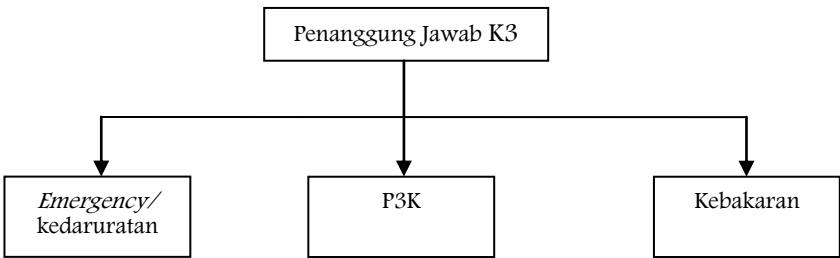 Penanggung Jawab K3
Emergency/
kedaruratan
P3K
Kebakaran